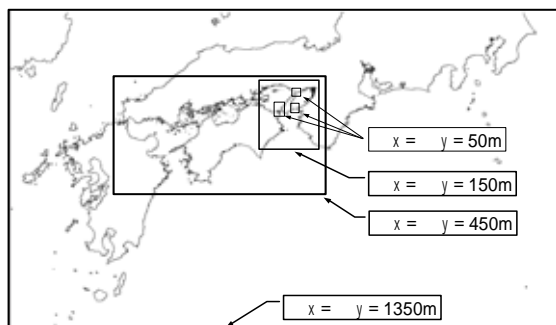 x = y = 50m
x = y = 150m
x = y = 450m
x = y = 1350m